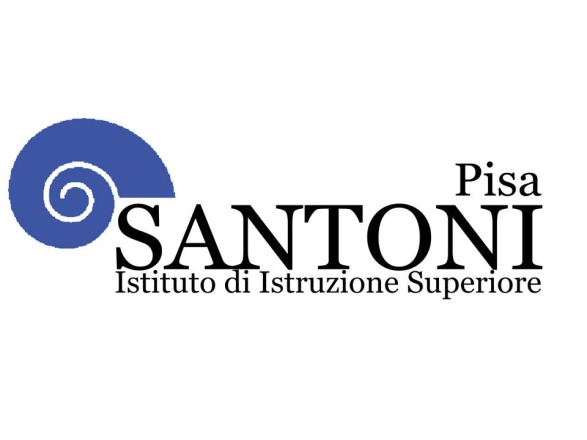 Pisa
SANTONI
Istituto di Istruzione Superiore